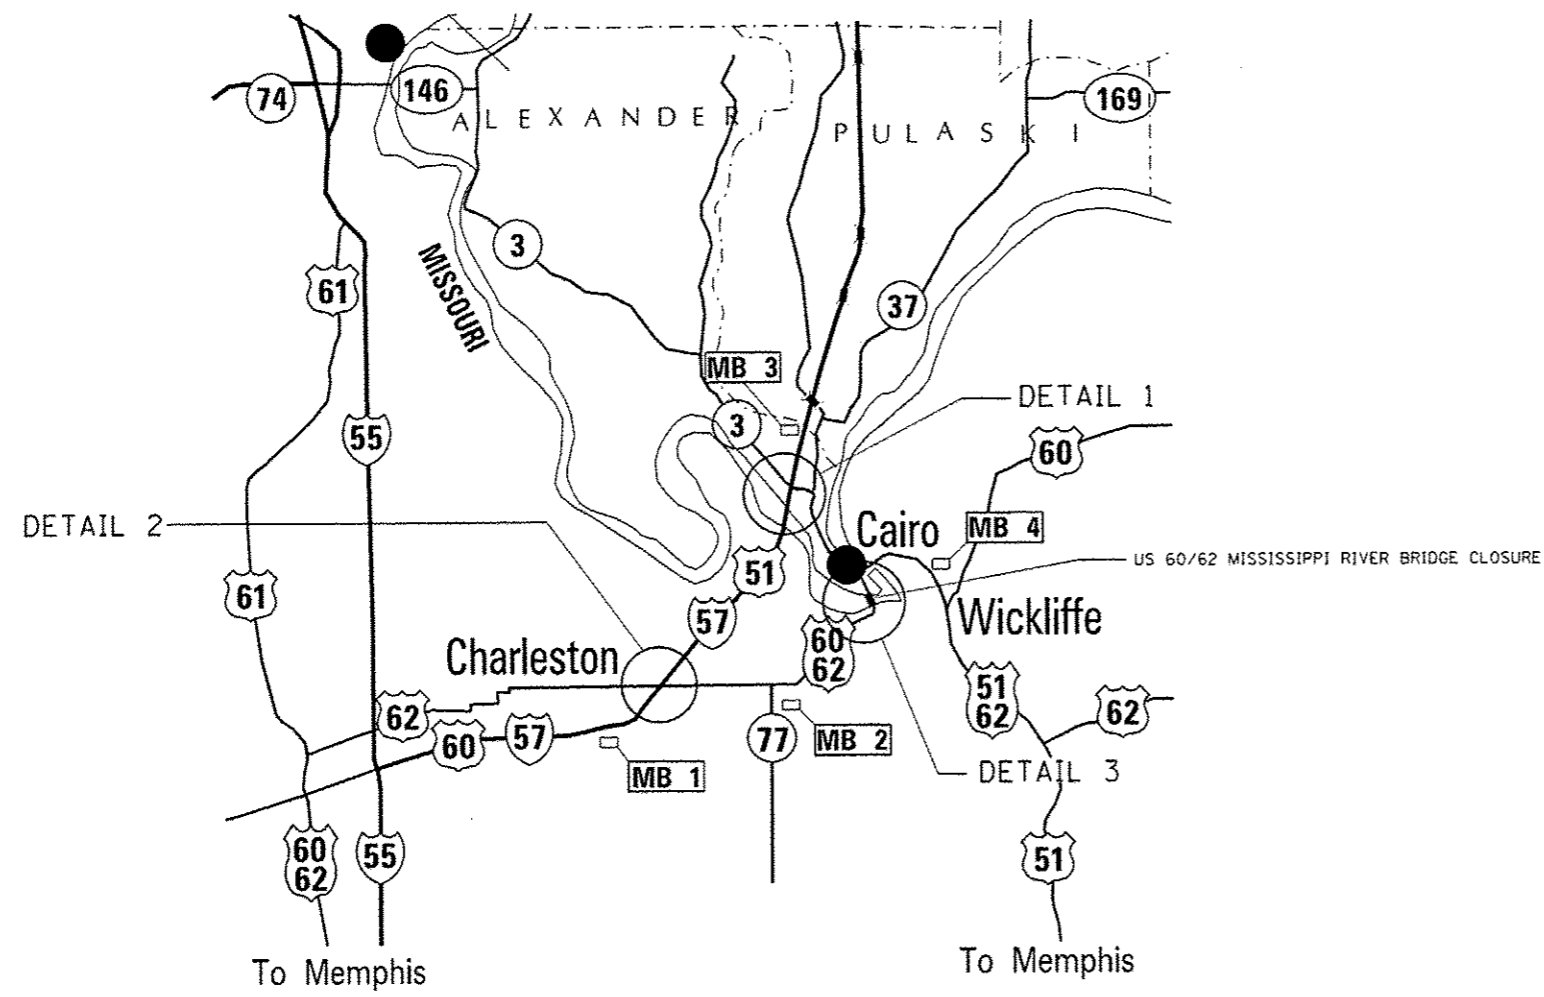 74
146
169
ALEXANDER
PULASKI
3
MISSOURI
61
37
MB 3
DETAIL 1
3
55
60
DETAIL 2
Cairo
MB 4
US 60/62 MISSISSIPPI RIVER BRIDGE CLOSURE
51
61
57
Wickliffe
60
62
Charleston
51
62
62
62
60
57
77
MB 2
MB 1
DETAIL 3
60
62
55
51
To Memphis
To Memphis